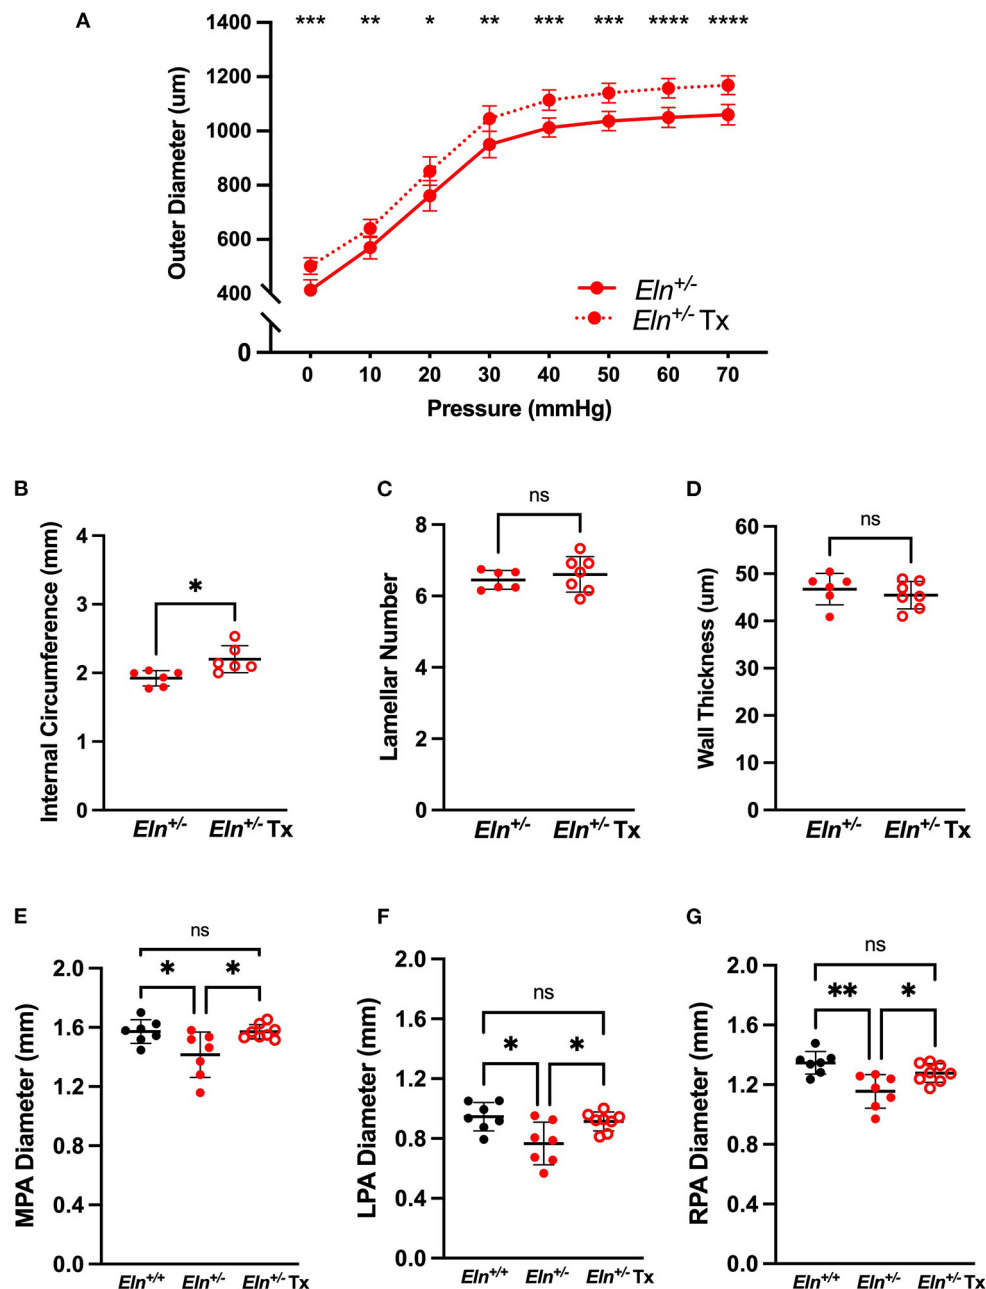 A
*** ** * ** *** *** **** ****
Outer Diameter (um)
1400
1200
1000
800
600
400
0
Eln+/-
Eln+/- Tx
0 10 20 30 40 50 60 70
Pressure (mmHg)
B
Internal Circumference (mm)
4
3
2
1
0
*
Eln+/- Eln+/- Tx
C
Lamellar Number
8
6
4
2
0
ns
Eln+/- Eln+/- Tx
D
Wall Thickness (um)
60
50
40
30
20
10
0
ns
Eln+/- Eln+/- Tx
E
MPA Diameter (mm)
2.0
1.6
1.2
0.8
0.4
0.0
ns
* *
Eln+/+ Eln+/- Eln+/- Tx
F
LPA Diameter (mm)
2.0
1.6
1.2
0.8
0.4
0.0
ns
* *
Eln+/+ Eln+/- Eln+/- Tx
G
RPA Diameter (mm)
2.0
1.6
1.2
0.8
0.4
0.0
ns
** *
Eln+/+ Eln+/- Eln+/- Tx